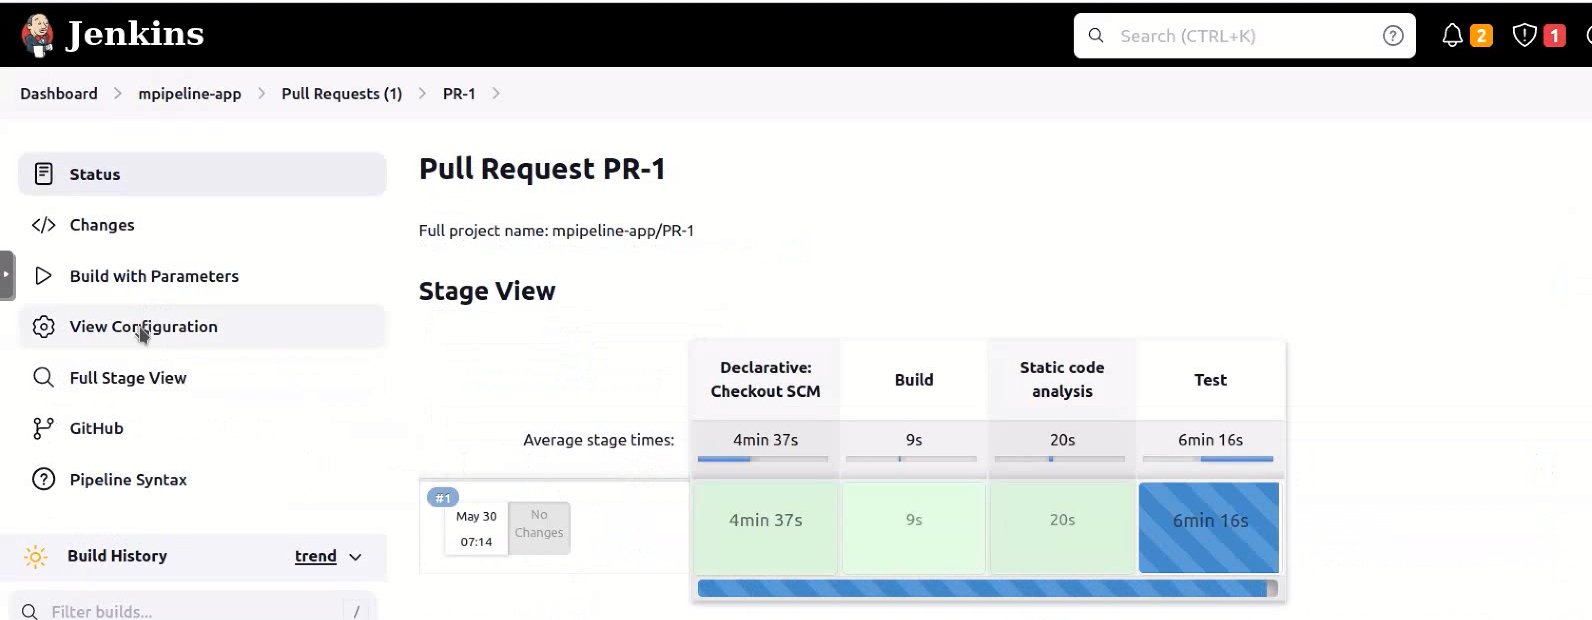 Jenkins
Search (CTRL+K)
2
1
Dashboard
mpipeline-app
Pull Requests (1)
PR-1
Status
Changes
Build with Parameters
View Configuration
Full Stage View
GitHub
Pipeline Syntax
Build History
trend
Filter builds...
/
Pull Request PR-1
Full project name: mpipeline-app/PR-1
Stage View
Declarative:
Checkout SCM
Build
Static code
analysis
Test
Average stage times:
4min 37s
9s
20s
6min 16s
#1
May 30
07:14
No
Changes
4min 37s
9s
20s
6min 16s